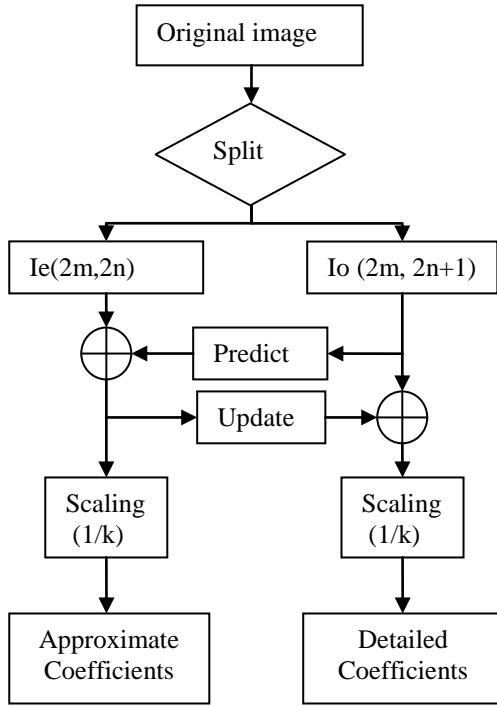 Original image
Split
Ie(2m,2n)
Io (2m, 2n+1)
Predict
Update
Scaling
(1/k)
Scaling
(1/k)
Approximate
Coefficients
Detailed
Coefficients